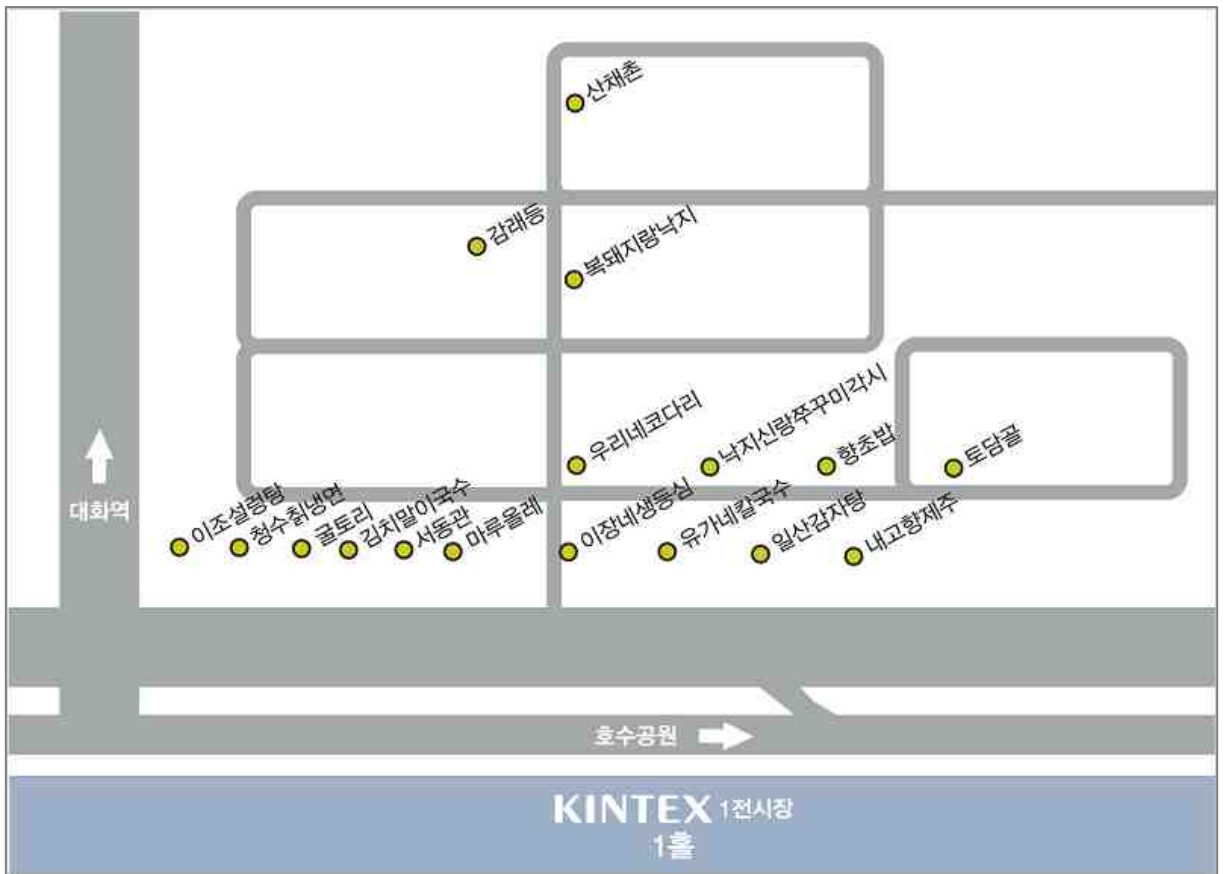 산채촌
감래등
복돼지랑낙지
우리네코다리
낙지신랑쭈꾸미각시
향초밥
토담골
대화역
이조설렁탕
청수칡냉면
굴토리
김치말이국수
서동관
마루올레
이장네생등심
유가네칼국수
일산감자탕
내고향제주
호수공원
KINTEX 1전시장
1홀